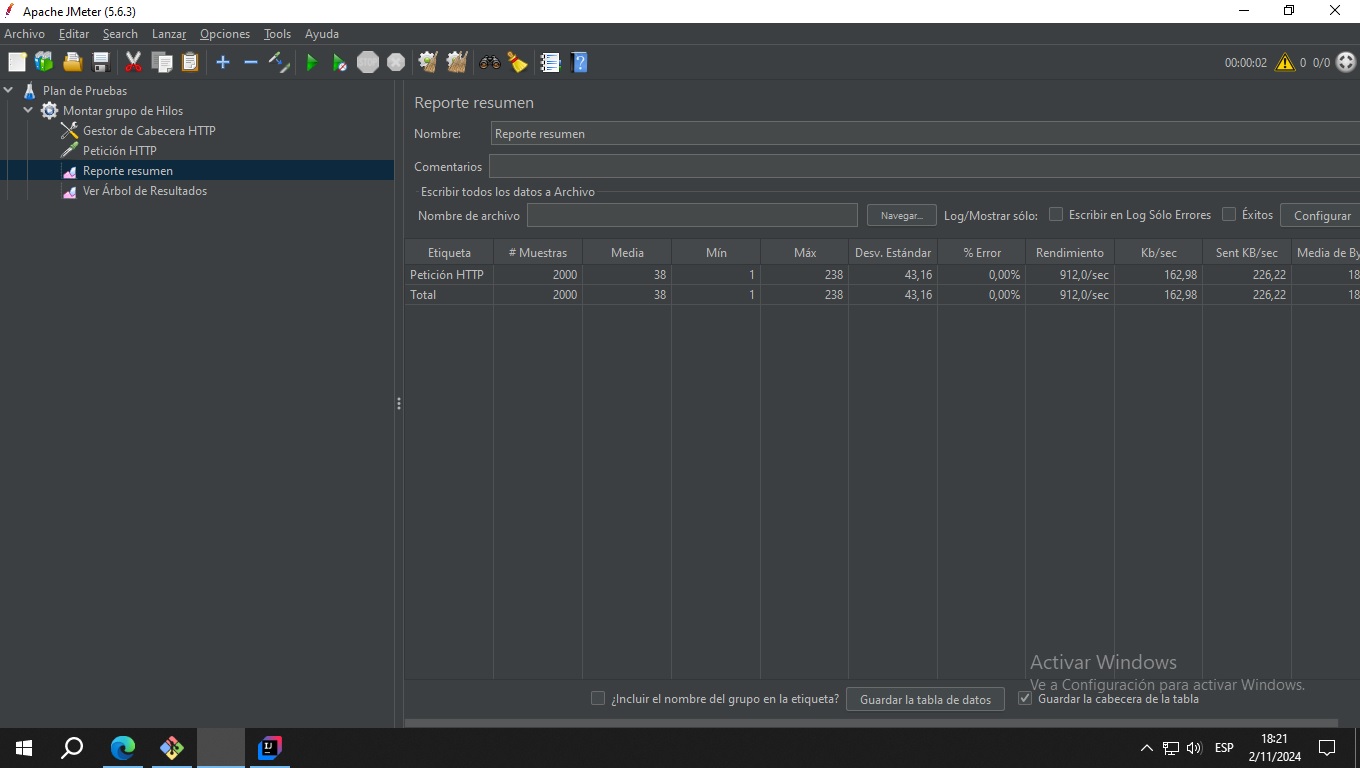 Apache JMeter (5.6.3)
Archivo Editar Search Lanzar Opciones Tools Ayuda
00:00:02 0 0/0
Plan de Pruebas
Montar grupo de Hilos
Gestor de Cabecera HTTP
Petición HTTP
Reporte resumen
Ver Árbol de Resultados
Reporte resumen
Nombre: Reporte resumen
Comentarios
Escribir todos los datos a Archivo
Nombre de archivo Navegar... Log/Mostrar sólo: Escribir en Log Sólo Errores Éxitos Configurar
Etiqueta # Muestras Media Mín Máx Desv. Estándar % Error Rendimiento Kb/sec Sent KB/sec Media de By
Petición HTTP 2000 38 1 238 43,16 0,00% 912,0/sec 162,98 226,22 18
Total 2000 38 1 238 43,16 0,00% 912,0/sec 162,98 226,22 18
Activar Windows
Ve a Configuración para activar Windows.
¿Incluir el nombre del grupo en la etiqueta? Guardar la tabla de datos Guardar la cabecera de la tabla
ESP
18:21
2/11/2024